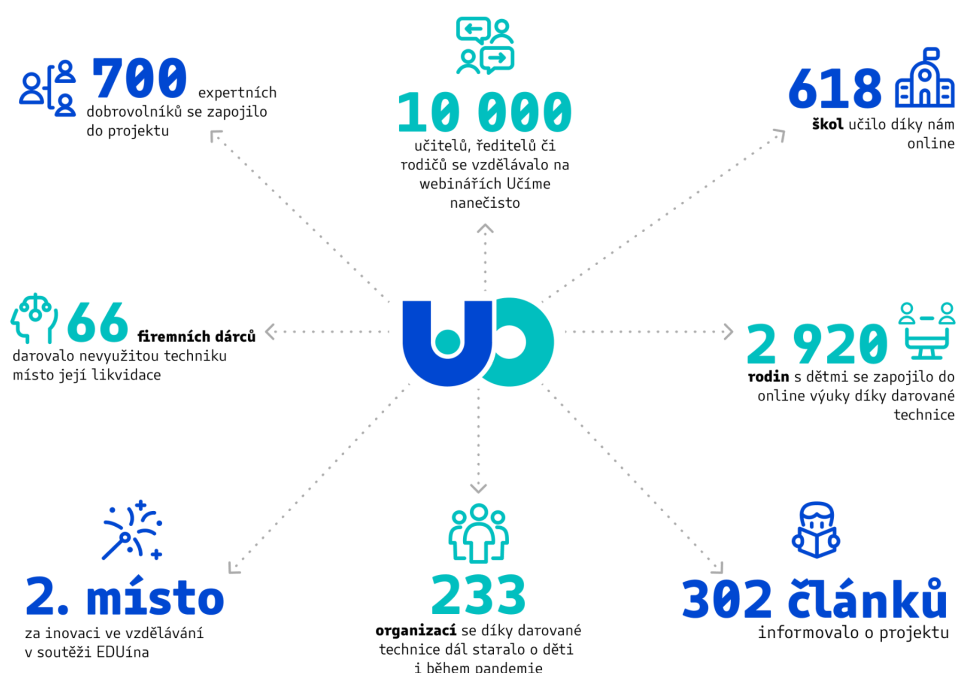 700 expertních
dobrovolníků se zapojilo
do projektu
10 000
učitelů, ředitelů či
rodičů se vzdělávalo na
webinářích Učíme
nanečisto
618
škol učilo díky nám
online
66 firemních dárců
darovalo nevyužitou techniku
místo její likvidace
UO
2 920
rodin s dětmi se zapojilo do
online výuky díky darované
technice
2. místo
za inovaci ve vzdělávání
v soutěži EDUína
233
organizací se díky darované
technice dál staralo o děti
i během pandemie
302 článků
informovalo o projektu